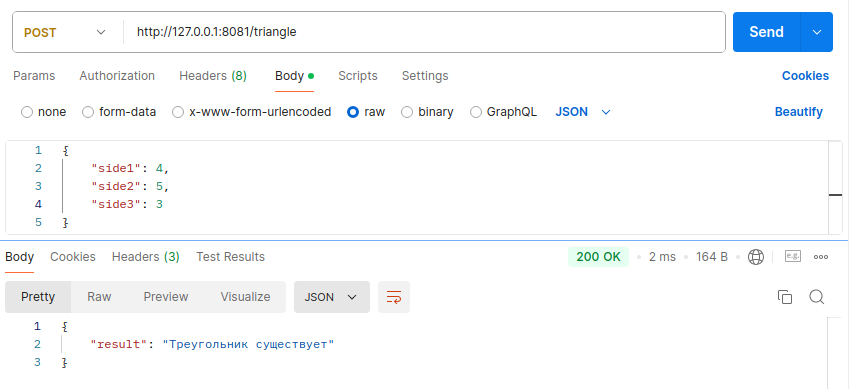 POST http://127.0.0.1:8081/triangle Send
Params Authorization Headers (8) Body Scripts Settings Cookies
none form-data x-www-form-urlencoded raw binary GraphQL JSON Beautify
1 {
2 "side1": 4,
3 "side2": 5,
4 "side3": 3
5 }
Body Cookies Headers (3) Test Results 200 OK 2 ms 164 B e.g.
Pretty Raw Preview Visualize JSON
1 {
2 "result": "Треугольник существует"
3 }